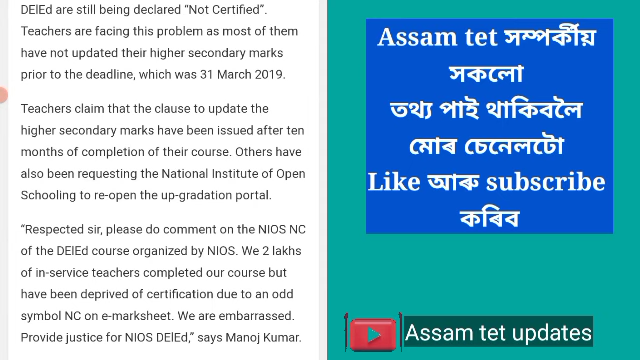 DElEd are still being declared “Not Certified”.
Teachers are facing this problem as most of them
have not updated their higher secondary marks
prior to the deadline, which was 31 March 2019.
Teachers claim that the clause to update the
higher secondary marks have been issued after ten
months of completion of their course. Others have
also been requesting the National Institute of Open
Schooling to re-open the up-gradation portal.
“Respected sir, please do comment on the NIOS NC
of the DElEd course organized by NIOS. We 2 lakhs
of in-service teachers completed our course but
have been deprived of certification due to an odd
symbol NC on e-marksheet. We are embarrassed.
Provide justice for NIOS DElEd,” says Manoj Kumar.
Assam tet সম্পৰ্কীয়
সকলো
তথ্য পাই থাকিবলৈ
মোৰ চেনেলটো
Like আৰু subscribe
কৰিব
Assam tet updates